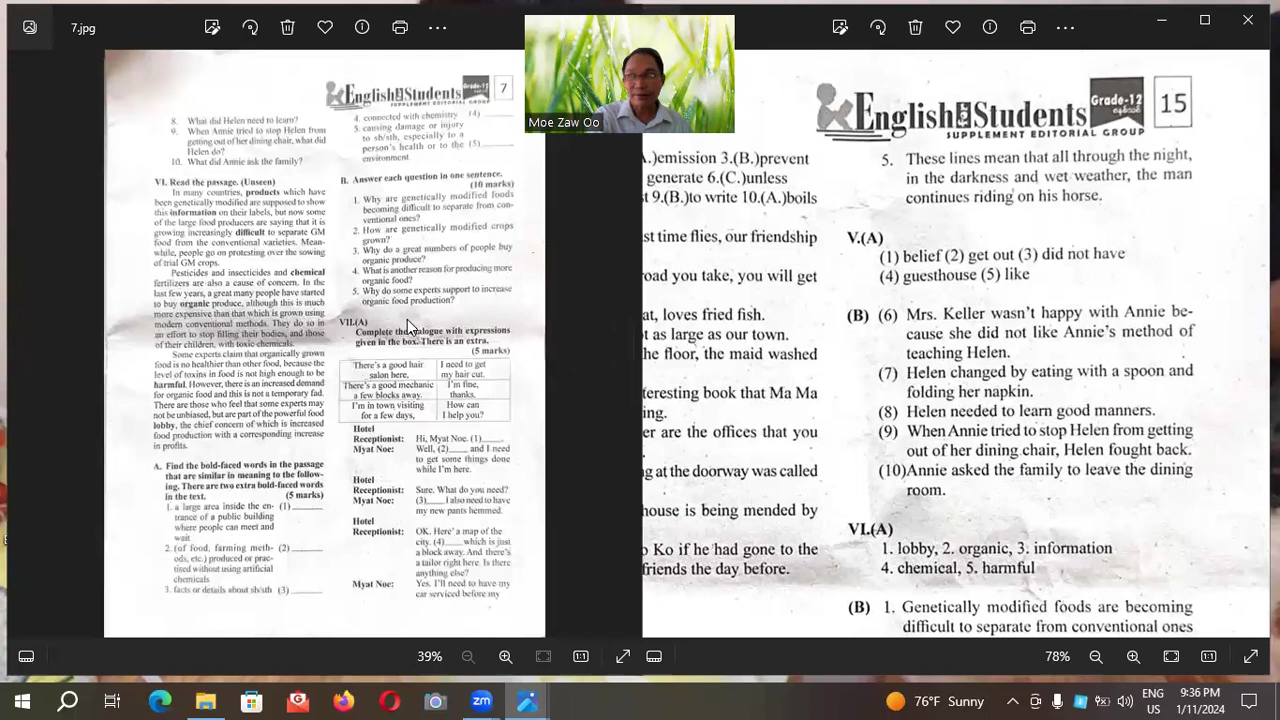 7.jpg
Moe Zaw Oo
English for Students
SUPPLEMENT EDITORIAL GROUP
Grade-12
7
8. What did Helen need to learn?
9. When Annie tried to stop Helen from
getting out of her dining chair, what did
Helen do?
10. What did Annie ask the family?
VI. Read the passage. (Unseen)
In many countries, products which have
been genetically modified are supposed to show
this information on their labels, but now some
of the large food producers are saying that it is
growing increasingly difficult to separate GM
food from the conventional varieties. Mean-
while, people go on protesting over the sowing
of trial GM crops.
Pesticides and insecticides and chemical
fertilizers are also a cause of concern. In the
last few years, a great many people have started
to buy organic produce, although this is much
more expensive than that which is grown using
modern conventional methods. They do so in
an effort to stop filling their bodies, and those
of their children, with toxic chemicals.
Some experts claim that organically grown
food is no healthier than other food, because the
level of toxins in food is not high enough to be
harmful. However, there is an increased demand
for organic food and this is not a temporary fad.
There are those who feel that some experts may
not be unbiased, but are part of the powerful food
lobby, the chief concern of which is increased
food production with a corresponding increase
in profits.
A. Find the bold-faced words in the passage
that are similar in meaning to the follow-
ing. There are two extra bold-faced words
in the text. (5 marks)
1. a large area inside the en- (1) ______
trance of a public building
where people can meet and
wait
2. (of food, farming meth- (2) ______
ods, etc.) produced or prac-
tised without using artificial
chemicals
3. facts or details about sb/sth (3) ______
4. connected with chemistry (4) ______
5. causing damage or injury
to sb/sth, especially to a
person's health or to the (5) ______
environment
B. Answer each question in one sentence.
(10 marks)
1. Why are genetically modified foods
becoming difficult to separate from con-
ventional ones?
2. How are genetically modified crops
grown?
3. Why do a great numbers of people buy
organic produce?
4. What is another reason for producing more
organic food?
5. Why do some experts support to increase
organic food production?
VII.(A)
Complete the dialogue with expressions
given in the box. There is an extra.
(5 marks)
There's a good hair salon here, I need to get my hair cut.
There's a good mechanic a few blocks away. I'm fine, thanks.
I'm in town visiting for a few days, How can I help you?
Hotel
Receptionist: Hi, Myat Noe. (1)____.
Myat Noe: Well, (2)____ and I need
to get some things done
while I'm here.
Hotel
Receptionist: Sure. What do you need?
Myat Noe: (3)____ I also need to have
my new pants hemmed.
Hotel
Receptionist: OK. Here' a map of the
city. (4)____ which is just
a block away. And there's
a tailor right here. Is there
anything else?
Myat Noe: Yes. I'll need to have my
car serviced before my
39%
English for Students
SUPPLEMENT EDITORIAL GROUP
Grade-12
15
.)emission 3.(B.)prevent
generate 6.(C.)unless
9.(B.)to write 10.(A.)boils
st time flies, our friendship
road you take, you will get
at, loves fried fish.
ot as large as our town.
he floor, the maid washed
teresting book that Ma Ma
ing.
er are the offices that you
g at the doorway was called
house is being mended by
Ko if he had gone to the
friends the day before.
5. These lines mean that all through the night,
in the darkness and wet weather, the man
continues riding on his horse.
V.(A)
(1) belief (2) get out (3) did not have
(4) guesthouse (5) like
(B) (6) Mrs. Keller wasn't happy with Annie be-
cause she did not like Annie's method of
teaching Helen.
(7) Helen changed by eating with a spoon and
folding her napkin.
(8) Helen needed to learn good manners.
(9) When Annie tried to stop Helen from getting
out of her dining chair, Helen fought back.
(10)Annie asked the family to leave the dining
room.
VI.(A)
1. lobby, 2. organic, 3. information
4. chemical, 5. harmful
(B) 1. Genetically modified foods are becoming
difficult to separate from conventional ones
78%
76°F Sunny
ENG
US
9:36 PM
1/11/2024